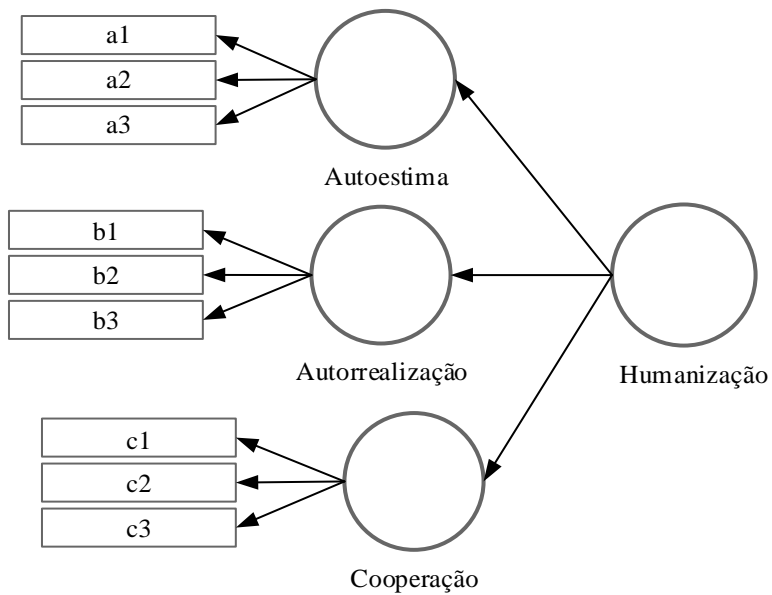 a1
a2
a3
Autoestima
b1
b2
b3
Autorrealização
Humanização
c1
c2
c3
Cooperação